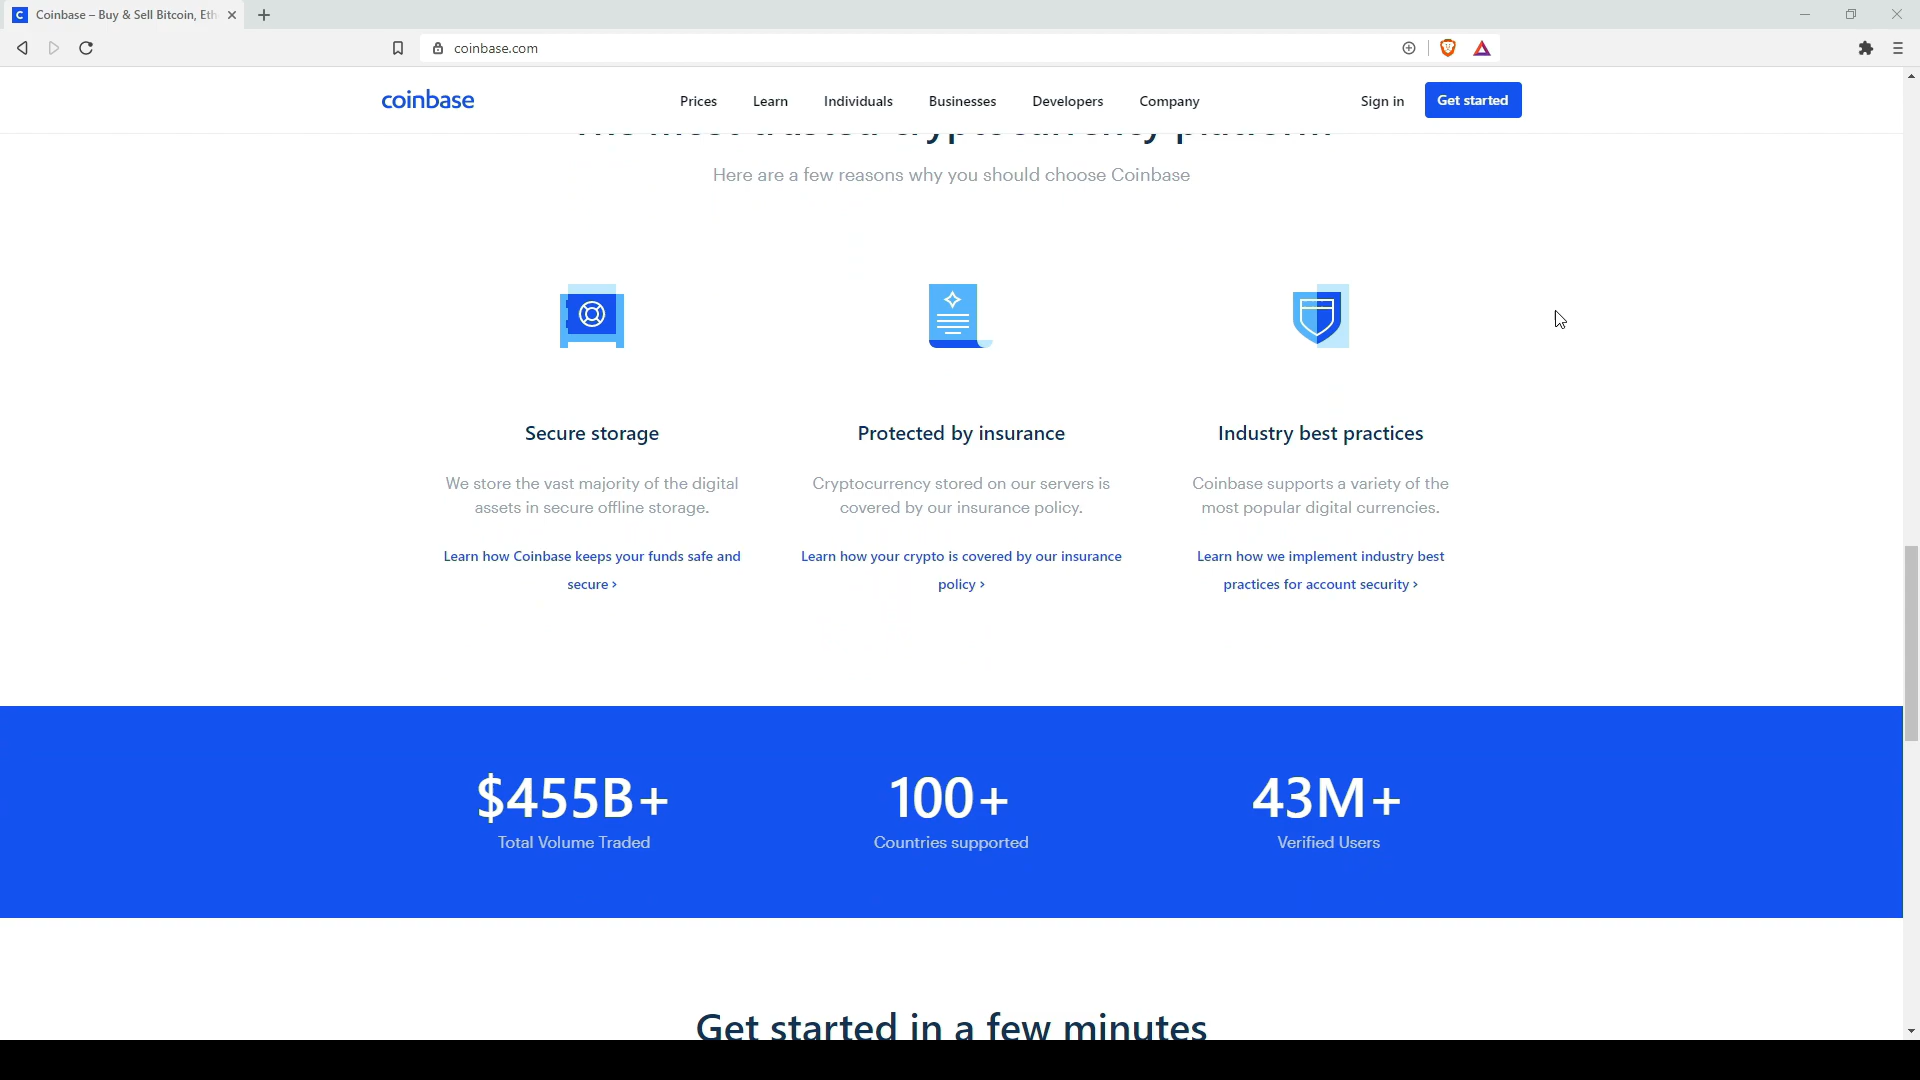 Coinbase – Buy & Sell Bitcoin, Eth
coinbase.com
coinbase
Prices
Learn
Individuals
Businesses
Developers
Company
Sign in
Get started
The most trusted cryptocurrency platform
Here are a few reasons why you should choose Coinbase
Secure storage
We store the vast majority of the digital
assets in secure offline storage.
Learn how Coinbase keeps your funds safe and
secure ›
Protected by insurance
Cryptocurrency stored on our servers is
covered by our insurance policy.
Learn how your crypto is covered by our insurance
policy ›
Industry best practices
Coinbase supports a variety of the
most popular digital currencies.
Learn how we implement industry best
practices for account security ›
$455B+
Total Volume Traded
100+
Countries supported
43M+
Verified Users
Get started in a few minutes